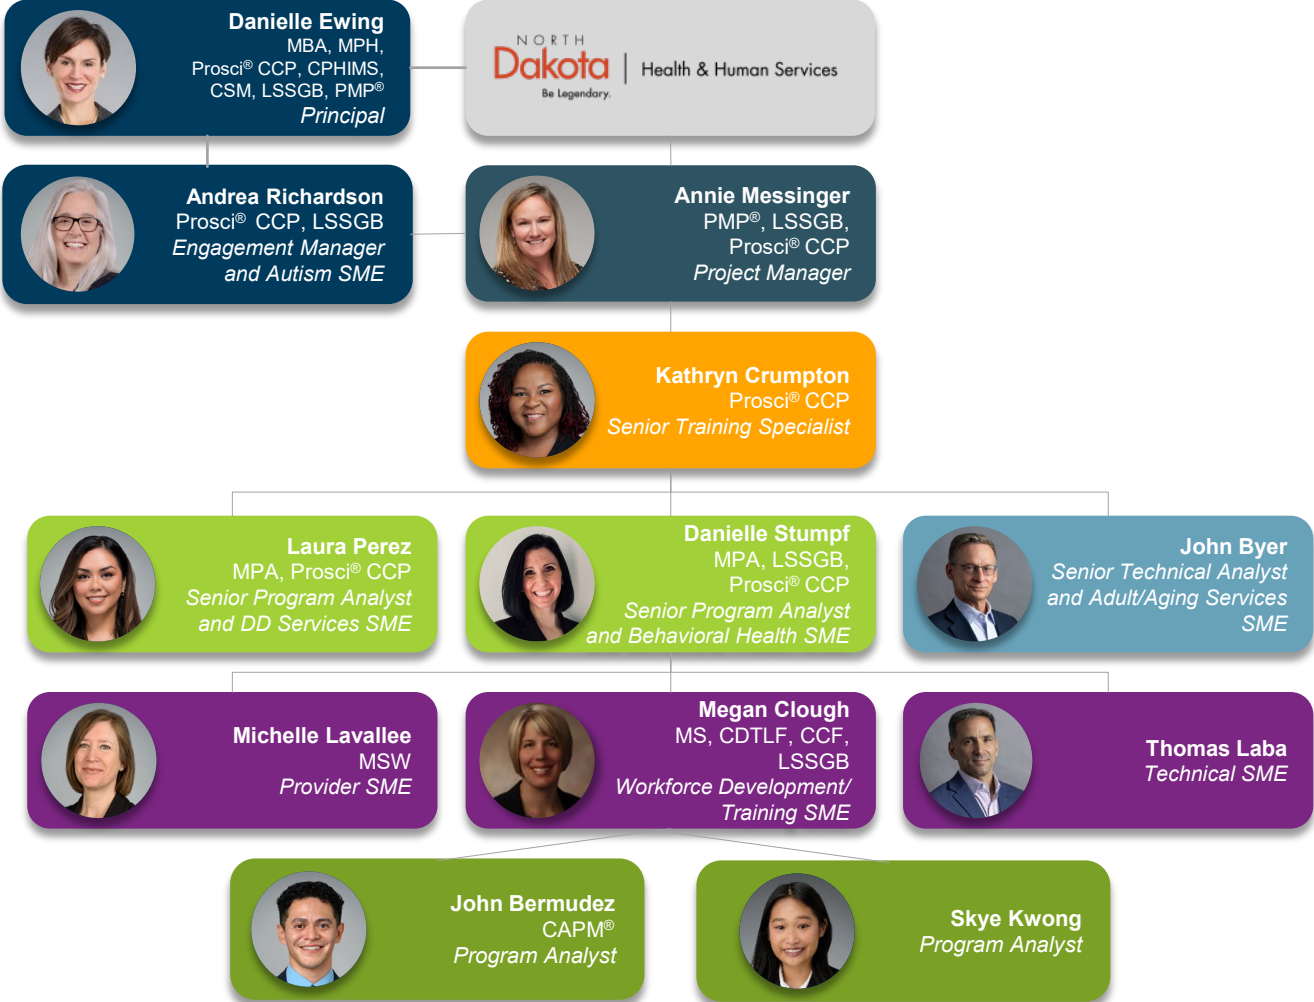 Danielle Ewing
MBA, MPH,
Prosci® CCP, CPHIMS,
CSM, LSSGB, PMP®
Principal
NORTH
Dakota
Be Legendary.
Health & Human Services
Andrea Richardson
Prosci® CCP, LSSGB
Engagement Manager
and Autism SME
Annie Messinger
PMP®, LSSGB,
Prosci® CCP
Project Manager
Kathryn Crumpton
Prosci® CCP
Senior Training Specialist
Laura Perez
MPA, Prosci® CCP
Senior Program Analyst
and DD Services SME
Danielle Stumpf
MPA, LSSGB,
Prosci® CCP
Senior Program Analyst
and Behavioral Health SME
John Byer
Senior Technical Analyst
and Adult/Aging Services
SME
Michelle Lavallee
MSW
Provider SME
Megan Clough
MS, CDTLF, CCF,
LSSGB
Workforce Development/
Training SME
Thomas Laba
Technical SME
John Bermudez
CAPM®
Program Analyst
Skye Kwong
Program Analyst